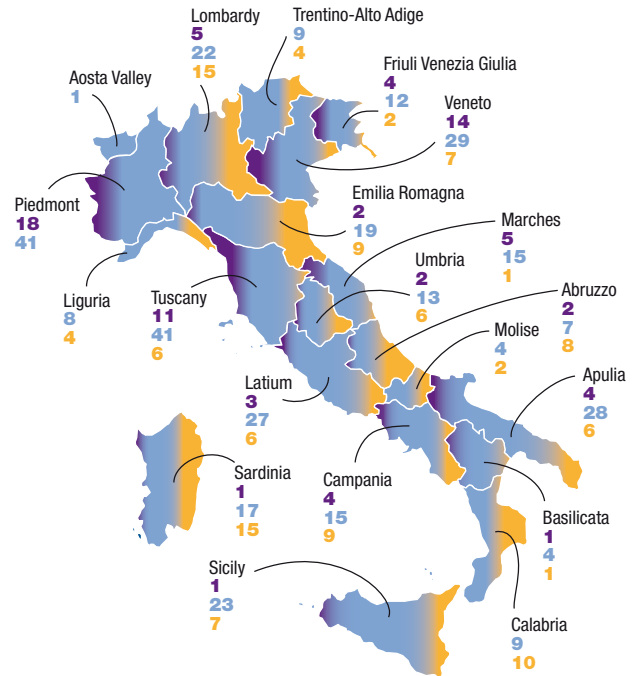 Lombardy
5
22
15
Trentino-Alto Adige
9
4
Aosta Valley
1
Friuli Venezia Giulia
4
12
2
Veneto
14
29
7
Piedmont
18
41
Emilia Romagna
2
19
9
Marches
5
15
1
Umbria
2
13
6
Liguria
8
4
Tuscany
11
41
6
Abruzzo
2
7
8
Molise
4
2
Latium
3
27
6
Apulia
4
28
6
Sardinia
1
17
15
Campania
4
15
9
Basilicata
1
4
1
Sicily
1
23
7
Calabria
9
10